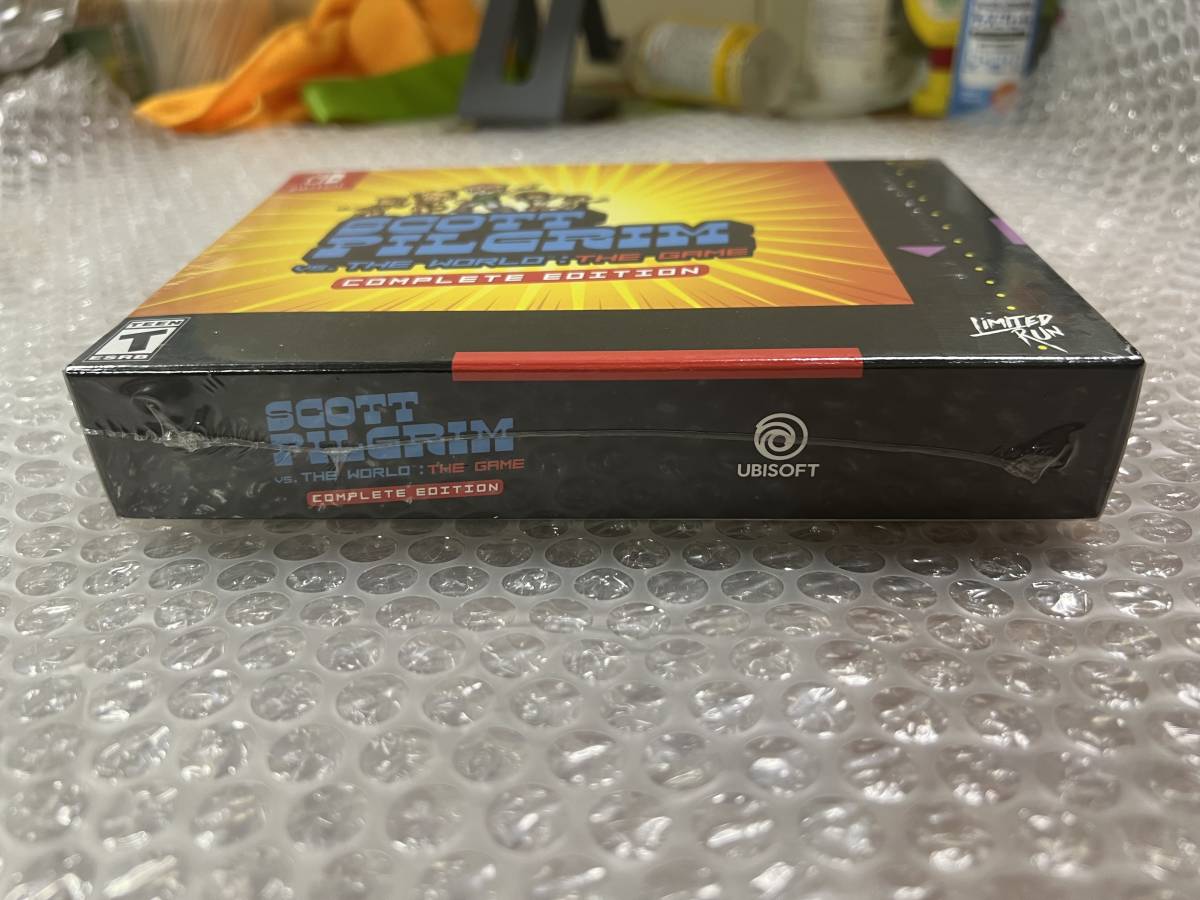 SCOTT
PILGRIM
VS. THE WORLD : THE GAME
COMPLETE EDITION
TEEN
T
ESRB
LIMITED
RUN
SCOTT
PILGRIM
VS. THE WORLD : THE GAME
COMPLETE EDITION
UBISOFT